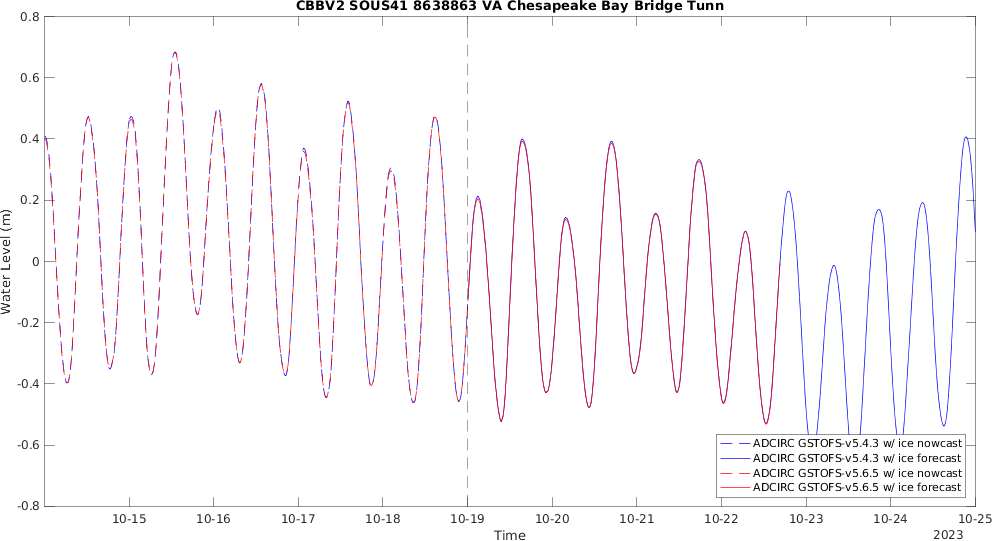 CBBV2 SOUS41 8638863 VA Chesapeake Bay Bridge Tunn
0.8
0.6
0.4
0.2
0
-0.2
-0.4
-0.6
-0.8
Water Level (m)
ADCIRC GSTOFS-v5.4.3 w/ ice nowcast
ADCIRC GSTOFS-v5.4.3 w/ ice forecast
ADCIRC GSTOFS-v5.6.5 w/ ice nowcast
ADCIRC GSTOFS-v5.6.5 w/ ice forecast
10-15 10-16 10-17 10-18 10-19 10-20 10-21 10-22 10-23 10-24 10-25
Time
2023